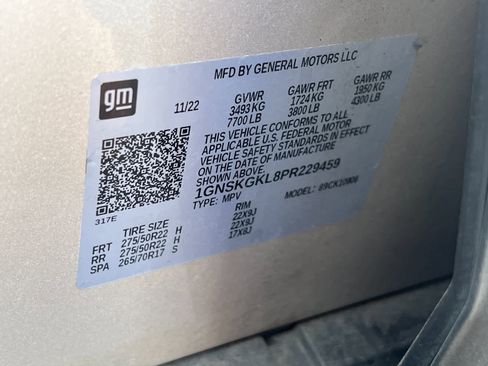 gm
MFD BY GENERAL MOTORS LLC
11/22
GVWR GAWR FRT GAWR RR
3493 KG 1724 KG 1950 KG
7700 LB 3800 LB 4300 LB
THIS VEHICLE CONFORMS TO ALL
APPLICABLE U.S. FEDERAL MOTOR
VEHICLE SAFETY STANDARDS IN EFFECT
ON THE DATE OF MANUFACTURE
SHOWN ABOVE.
1GNSKGKL8PR229459
TYPE: MPV MODEL: 89CK10906
317E
TIRE SIZE RIM
FRT 275/50R22 H 22X9J
RR 275/50R22 H 22X9J
SPA 265/70R17 S 17X8J